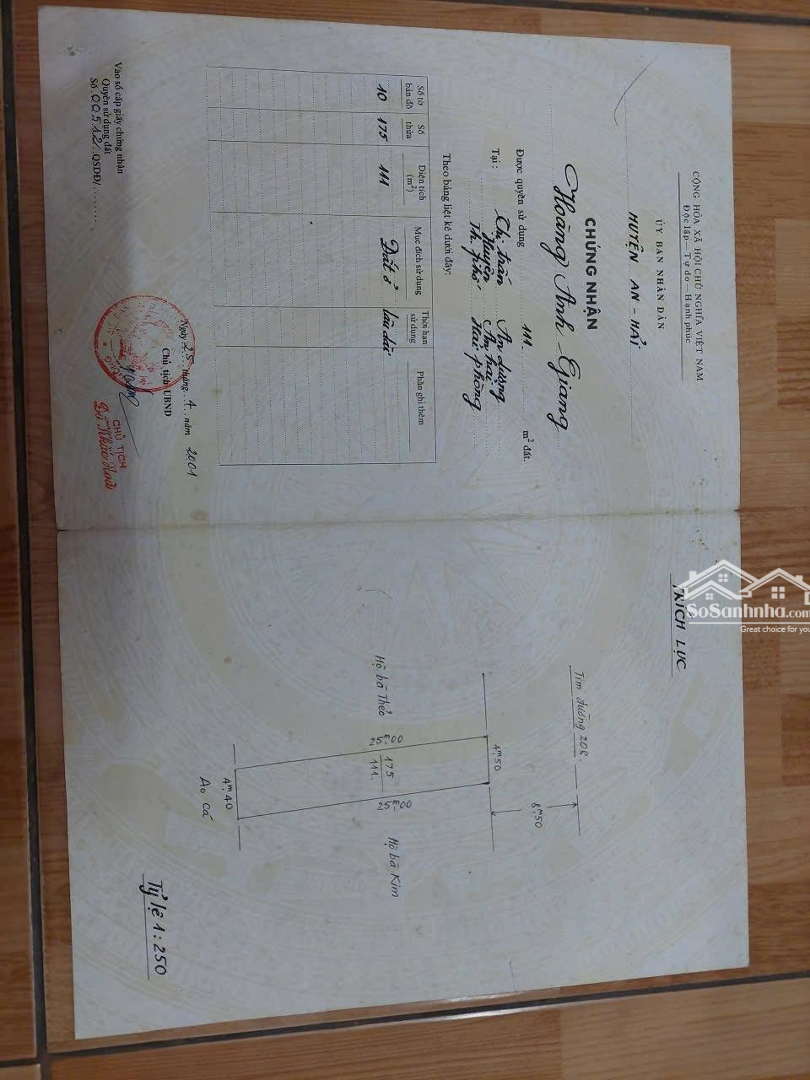 CỘNG HÒA XÃ HỘI CHỦ NGHĨA VIỆT NAM
Độc lập — Tự do — Hạnh phúc
ỦY BAN NHÂN DÂN
HUYỆN AN - HẢI
CHỨNG NHẬN
Hoàng Anh - Giang
Được quyền sử dụng 111 m² đất.
Tại: Thị trấn An dương
Huyện An hải
Th. phố Hải phòng
Theo bảng liệt kê dưới đây:
Số tờ bản đồ Số thửa Diện tích (m²) Mục đích sử dụng Thời hạn sử dụng Phần ghi thêm
10 175 111 Đất ở lâu dài
Ngày 25 tháng 4 năm 2001
Chủ tịch UBND
CHỦ TỊCH
Vào sổ cấp giấy chứng nhận
Quyền sử dụng đất
Số 00512/ QSDĐ/
TRÍCH LỤC
SoSanhnha.com
Great choice for you
Tim đường 208
8ᵐ50
4ᵐ50
Hộ bà Thẻo
25ᵐ00
175
111
25ᵐ00
Hộ bà Kim
4ᵐ40
Ao cá
Tỷ lệ 1:250